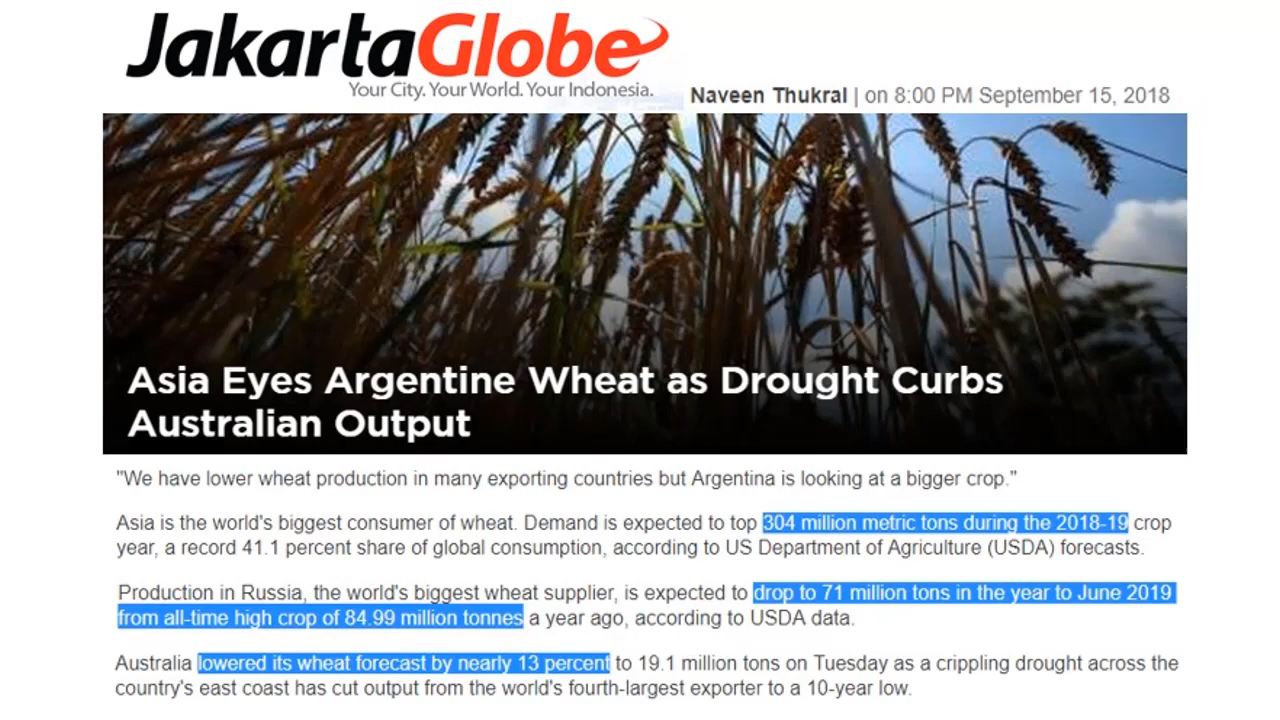 JakartaGlobe
Your City. Your World. Your Indonesia.
Naveen Thukral | on 8:00 PM September 15, 2018
Asia Eyes Argentine Wheat as Drought Curbs
Australian Output
"We have lower wheat production in many exporting countries but Argentina is looking at a bigger crop."
Asia is the world's biggest consumer of wheat. Demand is expected to top 304 million metric tons during the 2018-19 crop
year, a record 41.1 percent share of global consumption, according to US Department of Agriculture (USDA) forecasts.
Production in Russia, the world's biggest wheat supplier, is expected to drop to 71 million tons in the year to June 2019
from all-time high crop of 84.99 million tonnes a year ago, according to USDA data.
Australia lowered its wheat forecast by nearly 13 percent to 19.1 million tons on Tuesday as a crippling drought across the
country's east coast has cut output from the world's fourth-largest exporter to a 10-year low.